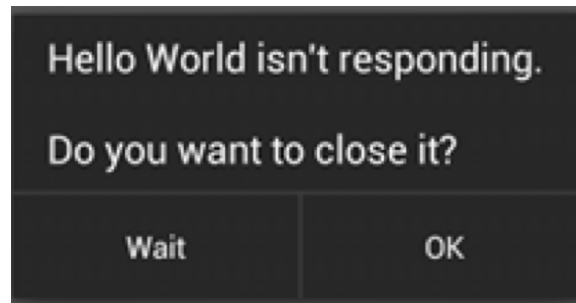 Hello World isn't responding.
Do you want to close it?
Wait
OK